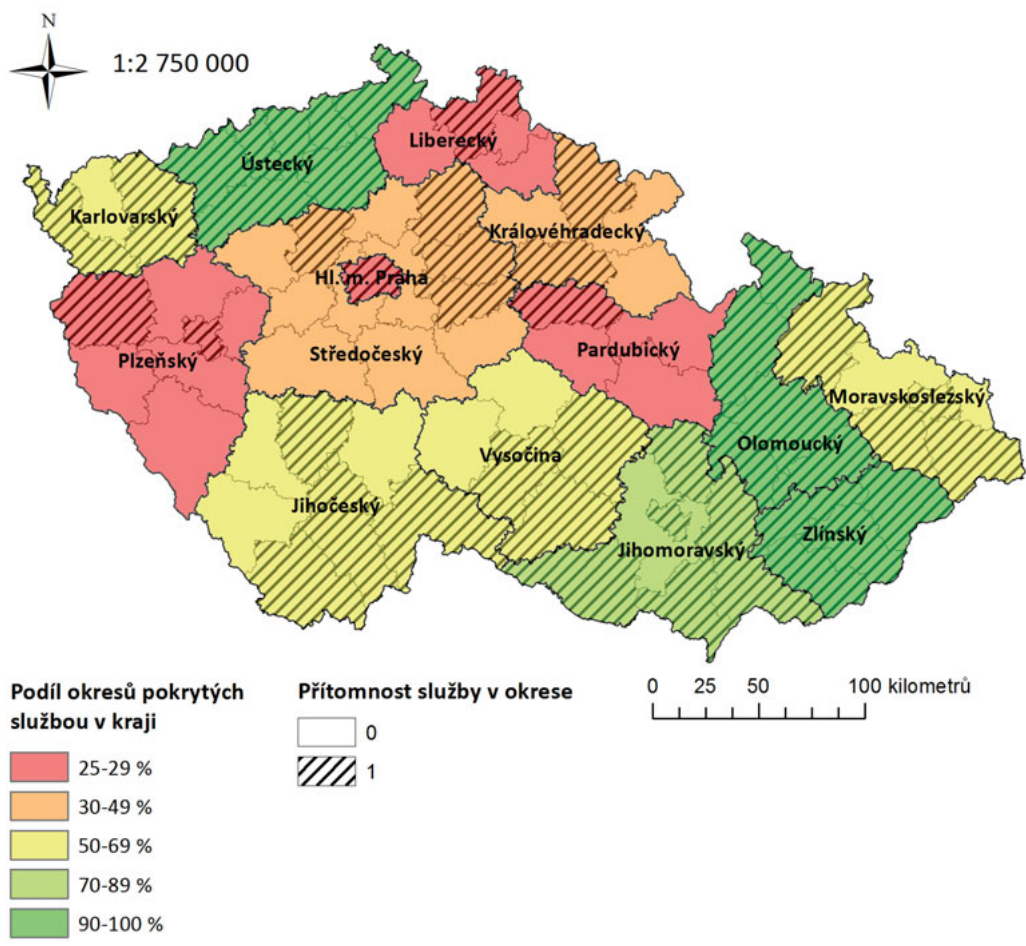 N
1:2 750 000
Liberecký
Ústecký
Karlovarský
Královéhradecký
Hl. m. Praha
Plzeňský
Středočeský
Pardubický
Moravskoslezský
Olomoucký
Vysočina
Jihočeský
Zlínský
Jihomoravský
Podíl okresů pokrytých
službou v kraji
25-29 %
30-49 %
50-69 %
70-89 %
90-100 %
Přítomnost služby v okrese
0
1
0 25 50 100 kilometrů